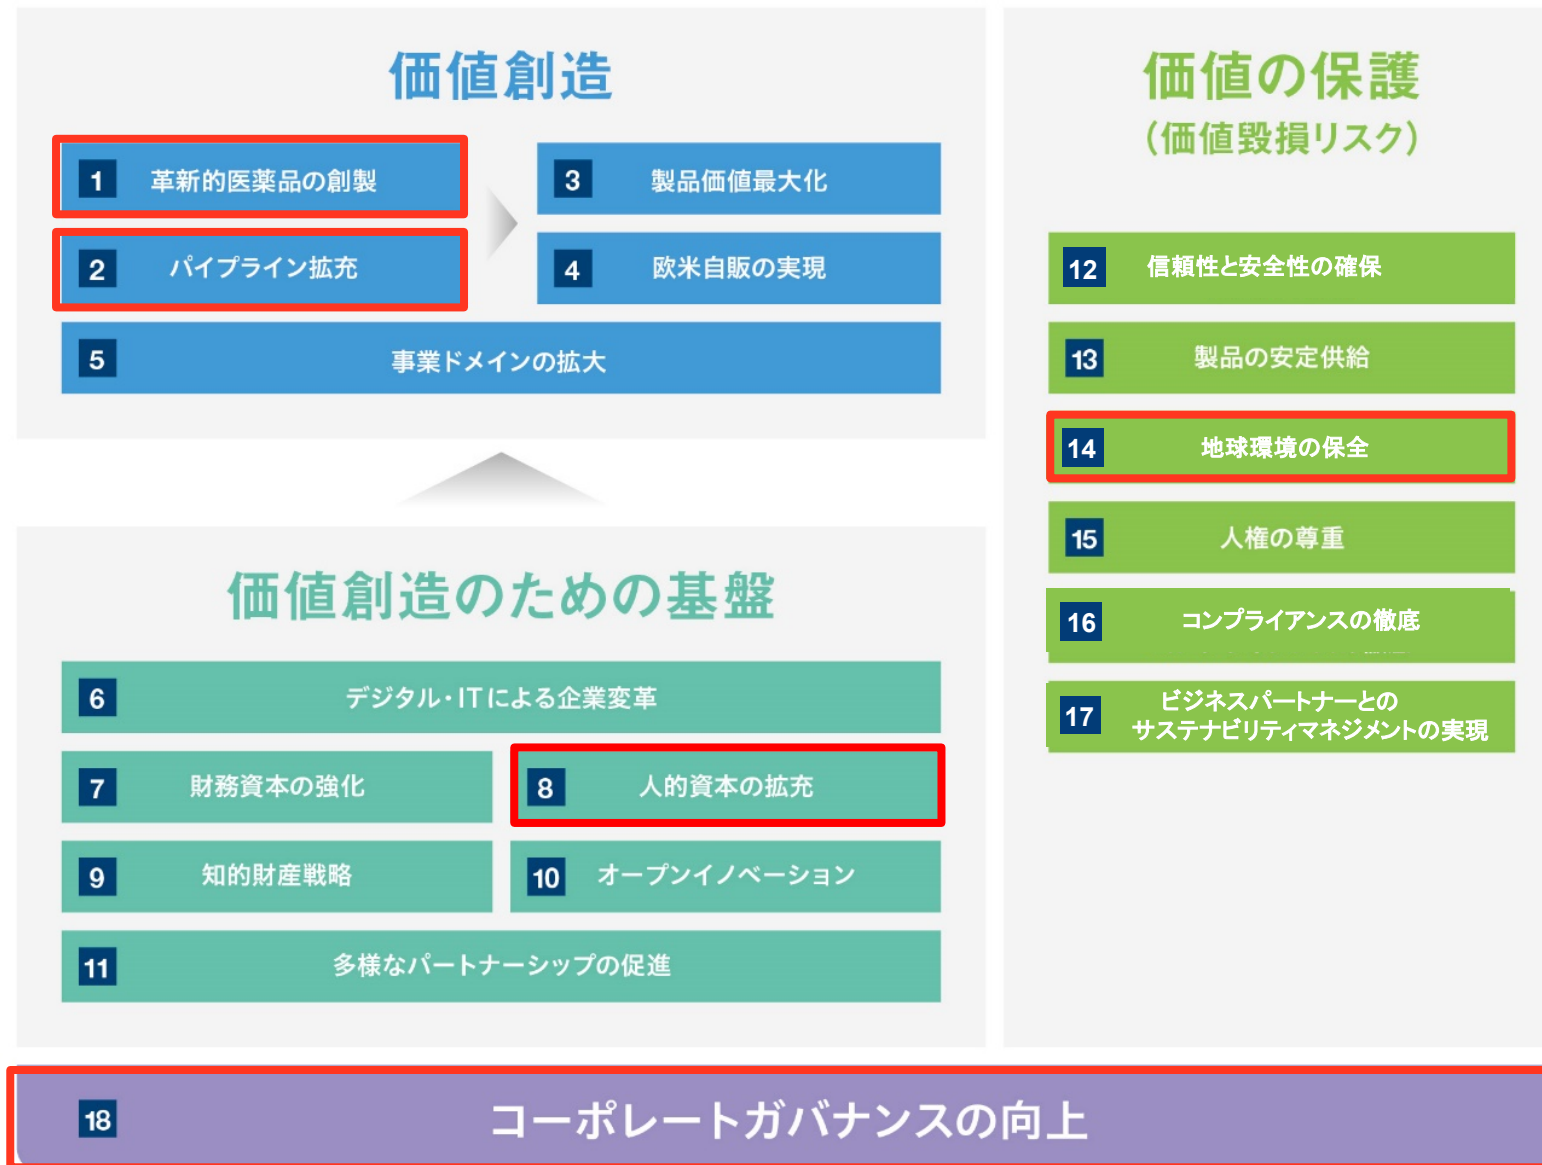 価値創造
1 革新的医薬品の創製
2 パイプライン拡充
3 製品価値最大化
4 欧米自販の実現
5 事業ドメインの拡大
価値創造のための基盤
6 デジタル・ITによる企業変革
7 財務資本の強化
8 人的資本の拡充
9 知的財産戦略
10 オープンイノベーション
11 多様なパートナーシップの促進
価値の保護
(価値毀損リスク)
12 信頼性と安全性の確保
13 製品の安定供給
14 地球環境の保全
15 人権の尊重
16 コンプライアンスの徹底
17 ビジネスパートナーとの
サステナビリティマネジメントの実現
18 コーポレートガバナンスの向上